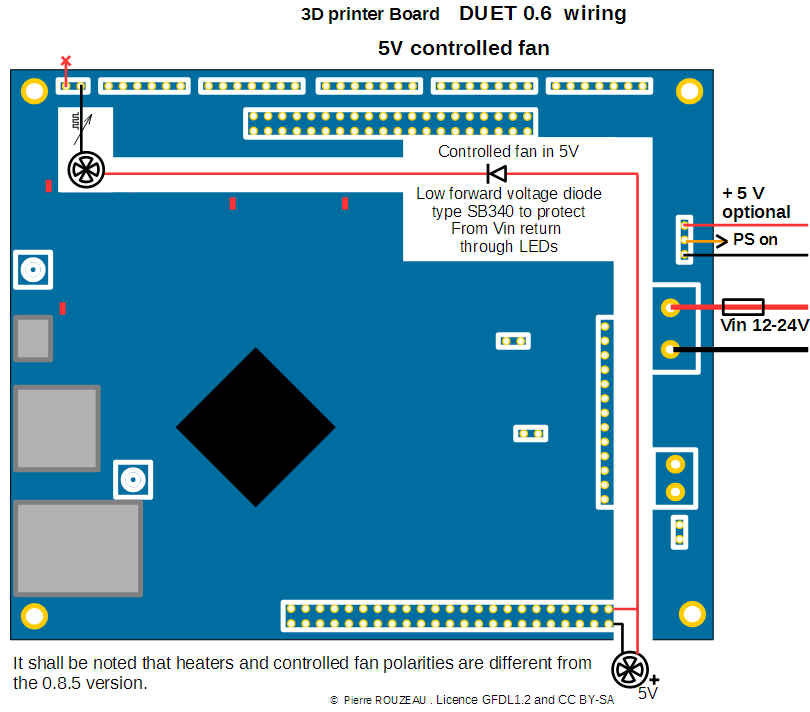 3D printer Board DUET 0.6 wiring
5V controlled fan
Controlled fan in 5V
Low forward voltage diode
type SB340 to protect
From Vin return
through LEDs
+ 5 V
optional
PS on
Vin 12-24V
+
5V
It shall be noted that heaters and controlled fan polarities are different from
the 0.8.5 version.
© Pierre ROUZEAU . Licence GFDL1.2 and CC BY-SA